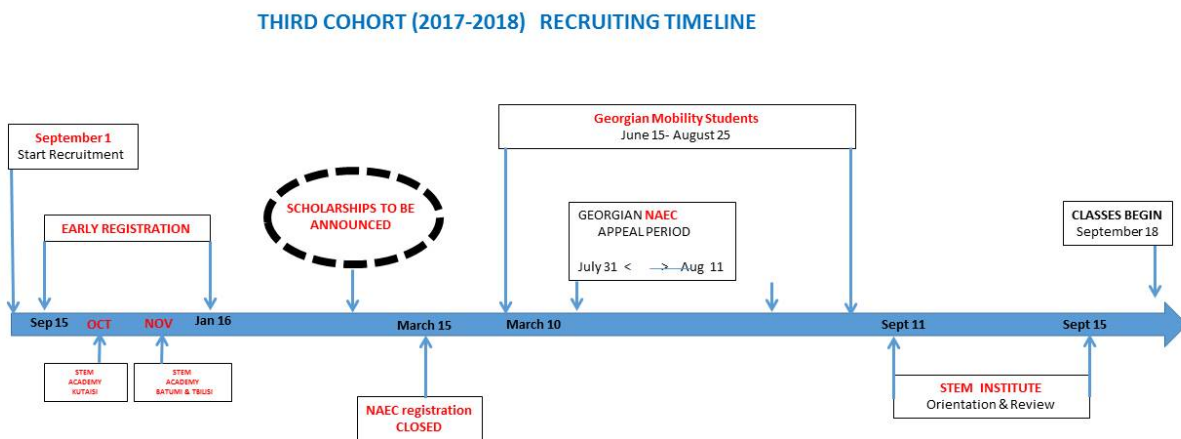 THIRD COHORT (2017-2018) RECRUITING TIMELINE
September 1
Start Recruitment
EARLY REGISTRATION
SCHOLARSHIPS TO BE
ANNOUNCED
Georgian Mobility Students
June 15- August 25
GEORGIAN NAEC
APPEAL PERIOD
July 31 < > Aug 11
CLASSES BEGIN
September 18
Sep 15
OCT
NOV
Jan 16
March 15
March 10
Sept 11
Sept 15
STEM
ACADEMY
KUTAISI
STEM
ACADEMY
BATUMI & TBILISI
NAEC registration
CLOSED
STEM INSTITUTE
Orientation & Review